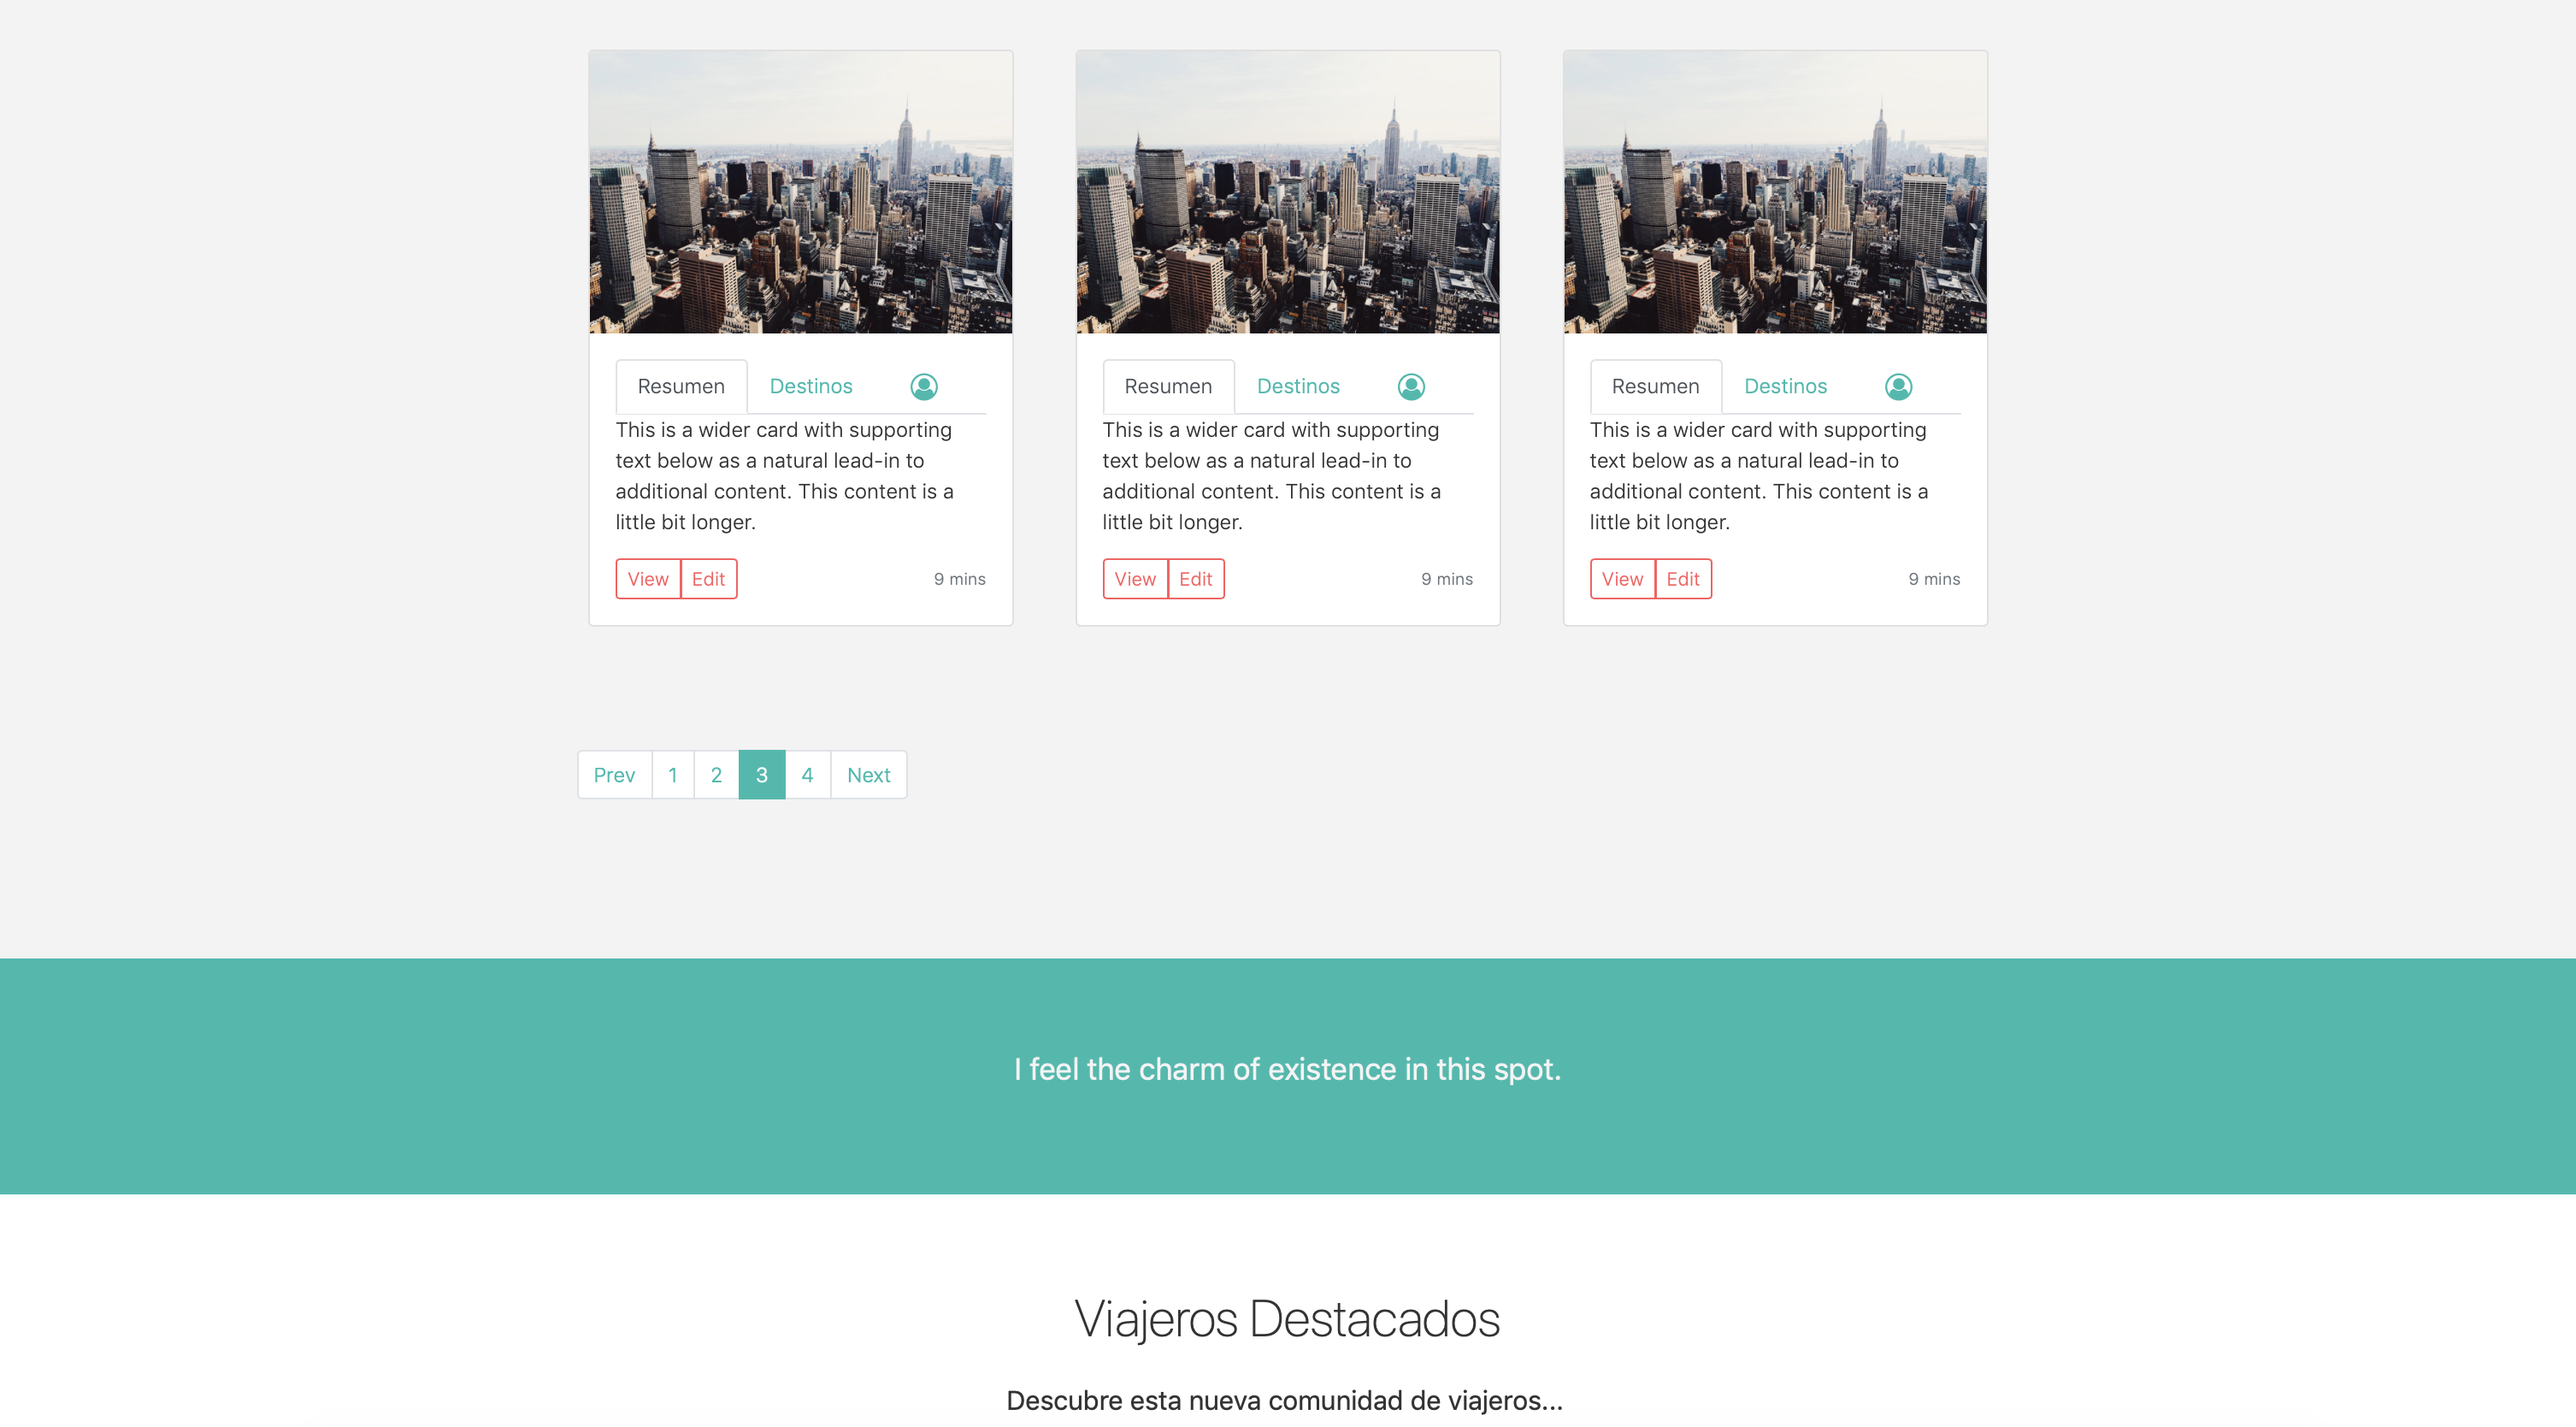 Resumen Destinos
This is a wider card with supporting
text below as a natural lead-in to
additional content. This content is a
little bit longer.
View Edit 9 mins
Resumen Destinos
This is a wider card with supporting
text below as a natural lead-in to
additional content. This content is a
little bit longer.
View Edit 9 mins
Resumen Destinos
This is a wider card with supporting
text below as a natural lead-in to
additional content. This content is a
little bit longer.
View Edit 9 mins
Prev 1 2 3 4 Next
I feel the charm of existence in this spot.
Viajeros Destacados
Descubre esta nueva comunidad de viajeros...